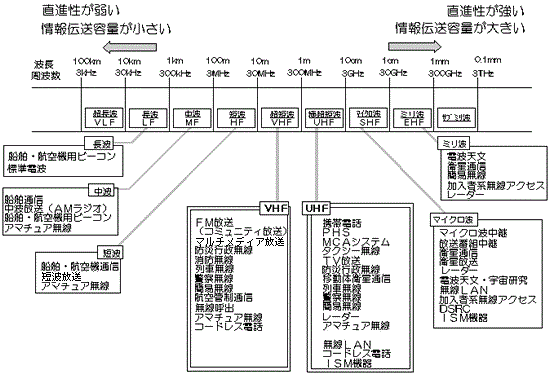 直進性が弱い
情報伝送容量が小さい
直進性が強い
情報伝送容量が大きい
波長 100km 10km 1km 100m 10m 1m 10cm 1cm 1mm 0.1mm
周波数 3kHz 30kHz 300kHz 3MHz 30MHz 300MHz 3GHz 30GHz 300GHz 3THz
超長波 長波 中波 短波 超短波 極超短波 マイクロ波 ミリ波 サブミリ波
VLF LF MF HF VHF UHF SHF EHF
長波
船舶・航空機用ビーコン
標準電波
中波
船舶通信
中波放送(AMラジオ)
船舶・航空機用ビーコン
アマチュア無線
短波
船舶・航空機通信
短波放送
アマチュア無線
VHF
FM放送
(コミュニティ放送)
マルチメディア放送
防災行政無線
消防無線
列車無線
警察無線
簡易無線
航空管制通信
無線呼出
アマチュア無線
コードレス電話
UHF
携帯電話
PHS
MCAシステム
タクシー無線
TV放送
防災行政無線
移動体衛星通信
列車無線
警察無線
簡易無線
レーダー
アマチュア無線
無線LAN
コードレス電話
ISM機器
ミリ波
電波天文
衛星通信
簡易無線
加入者系無線アクセス
レーダー
マイクロ波
マイクロ波中継
放送番組中継
衛星通信
衛星放送
レーダー
電波天文・宇宙研究
無線LAN
加入者系無線アクセス
DSRC
ISM機器